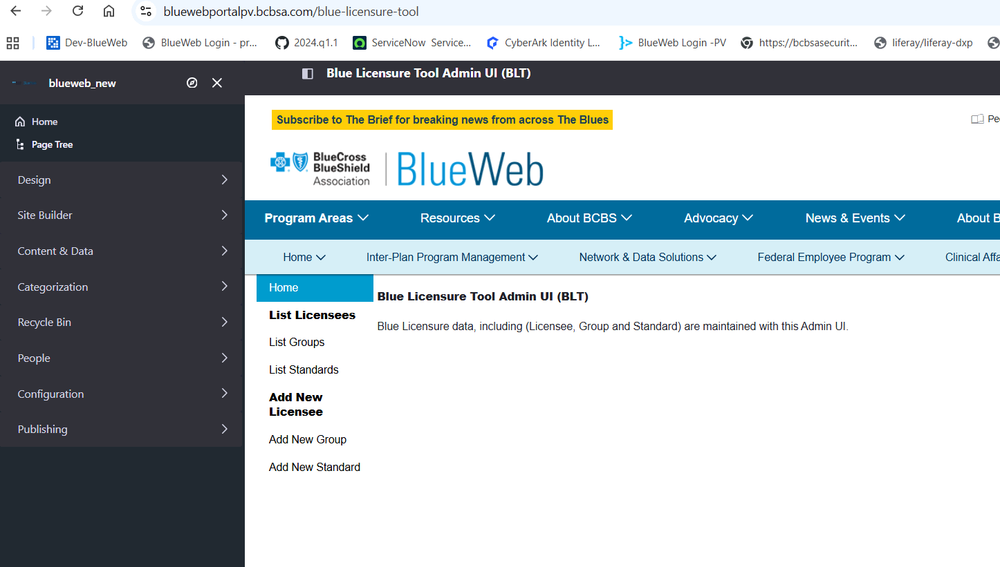 bluewebportalpv.bcbsa.com/blue-licensure-tool
Dev-BlueWeb
BlueWeb Login - pr...
2024.q1.1
ServiceNow Service...
CyberArk Identity L...
BlueWeb Login -PV
https://bcbsasecurit...
liferay/liferay-dxp
blueweb_new
Blue Licensure Tool Admin UI (BLT)
Home
Page Tree
Design
Site Builder
Content & Data
Categorization
Recycle Bin
People
Configuration
Publishing
Subscribe to The Brief for breaking news from across The Blues
Pe
BlueCross
BlueShield
Association
BlueWeb
Program Areas
Resources
About BCBS
Advocacy
News & Events
About B
Home
Inter-Plan Program Management
Network & Data Solutions
Federal Employee Program
Clinical Affa
Home
List Licensees
List Groups
List Standards
Add New
Licensee
Add New Group
Add New Standard
Blue Licensure Tool Admin UI (BLT)
Blue Licensure data, including (Licensee, Group and Standard) are maintained with this Admin UI.